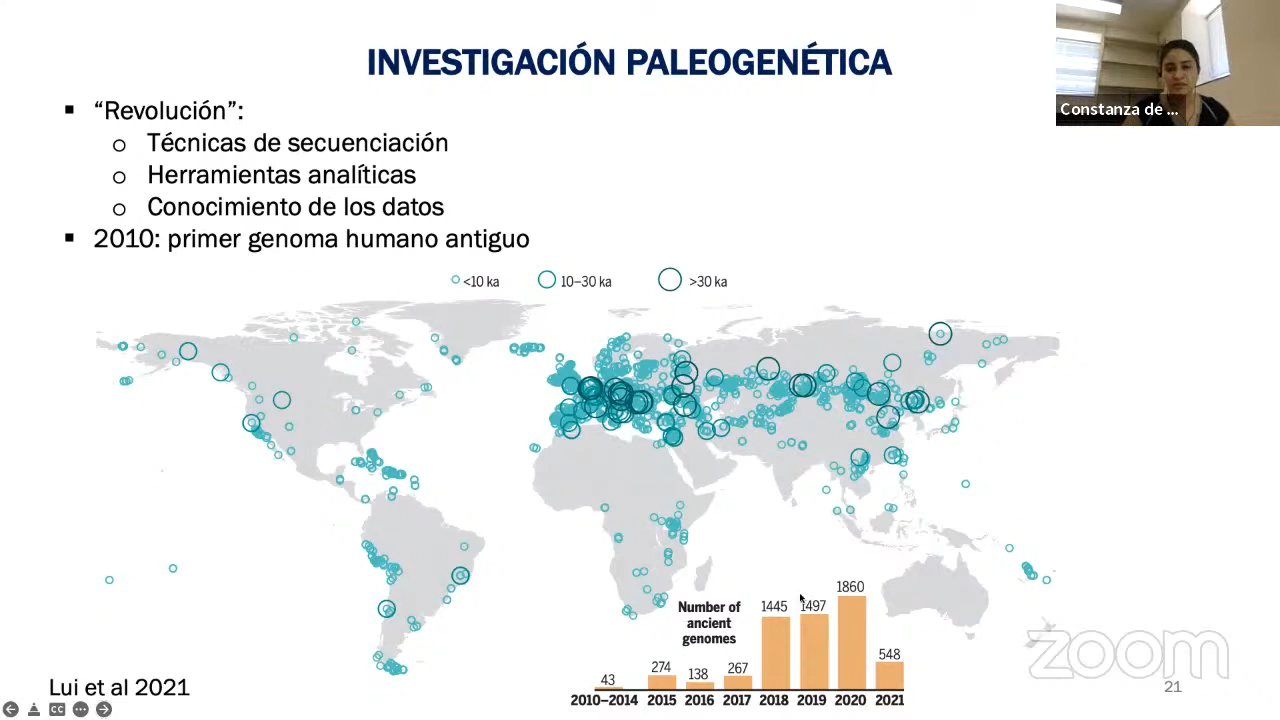 INVESTIGACIÓN PALEOGENÉTICA
Constanza de ...
▪ “Revolución”:
o Técnicas de secuenciación
o Herramientas analíticas
o Conocimiento de los datos
▪ 2010: primer genoma humano antiguo
<10 ka 10–30 ka >30 ka
Number of
ancient
genomes
43 274 138 267 1445 1497 1860 548
2010–2014 2015 2016 2017 2018 2019 2020 2021
zoom
Lui et al 2021
21
CC